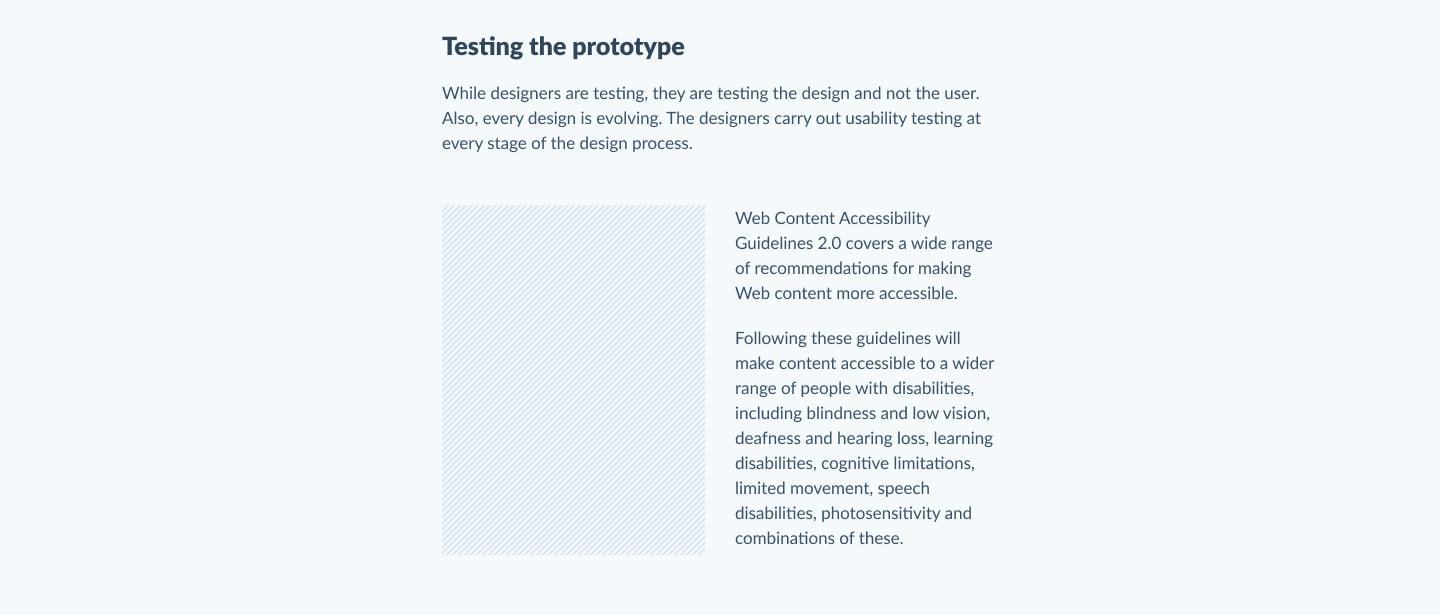 Testing the prototype
While designers are testing, they are testing the design and not the user.
Also, every design is evolving. The designers carry out usability testing at
every stage of the design process.
Web Content Accessibility
Guidelines 2.0 covers a wide range
of recommendations for making
Web content more accessible.
Following these guidelines will
make content accessible to a wider
range of people with disabilities,
including blindness and low vision,
deafness and hearing loss, learning
disabilities, cognitive limitations,
limited movement, speech
disabilities, photosensitivity and
combinations of these.